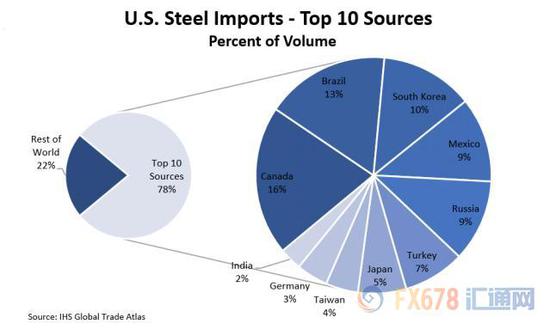 U.S. Steel Imports - Top 10 Sources
Percent of Volume
Rest of
World
22%
Top 10
Sources
78%
Brazil
13%
South Korea
10%
Mexico
9%
Russia
9%
Turkey
7%
Japan
5%
Taiwan
4%
Germany
3%
India
2%
Canada
16%
Source: IHS Global Trade Atlas
FX678 汇通网